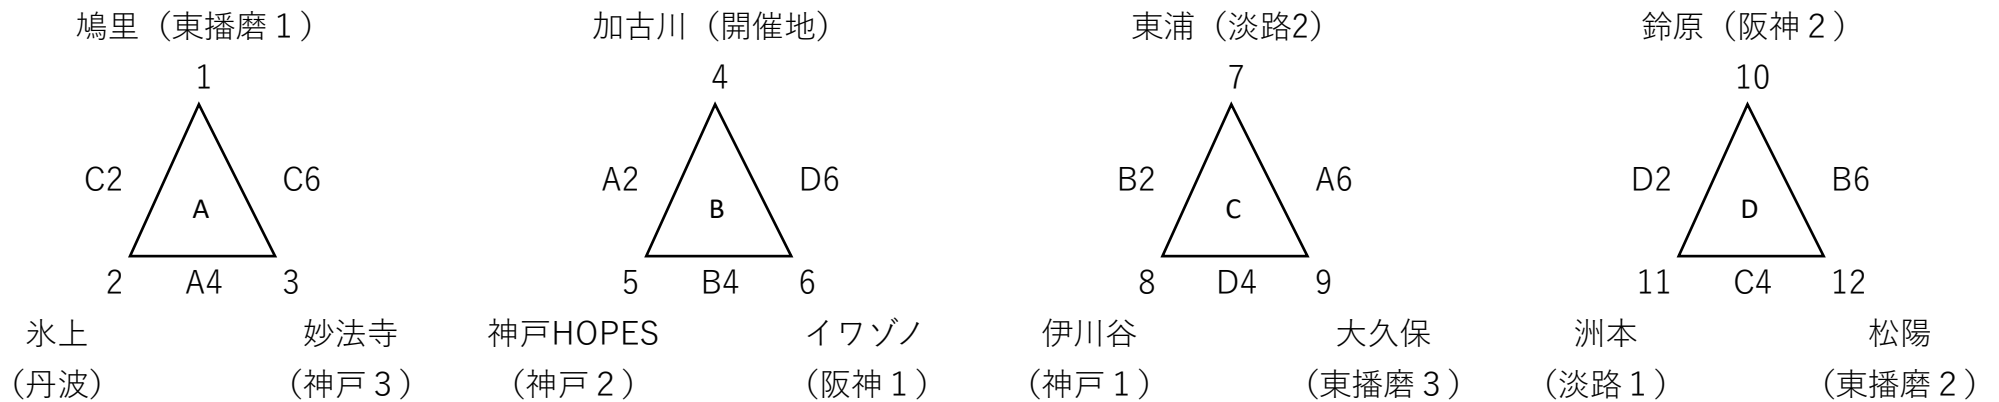 鳩里（東播磨１）
加古川（開催地）
東浦（淡路2）
鈴原（阪神２）
1
4
7
10
C2
C6
A2
D6
B2
A6
D2
B6
A
B
C
D
2
A4
3
5
B4
6
8
D4
9
11
C4
12
氷上
妙法寺
神戸HOPES
イワゾノ
伊川谷
大久保
洲本
松陽
（丹波）
（神戸３）
（神戸２）
（阪神１）
（神戸１）
（東播磨３）
（淡路１）
（東播磨２）